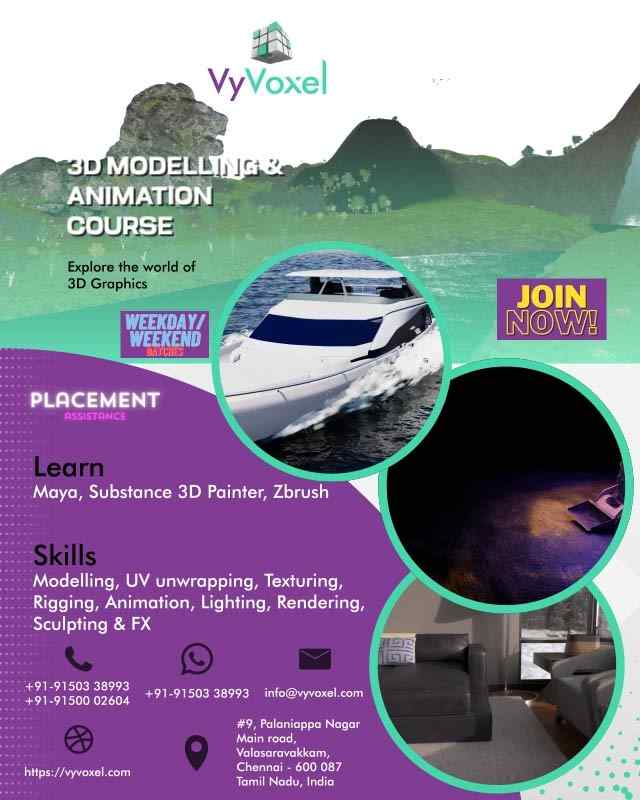 VyVoxel
3D MODELLING &
ANIMATION
COURSE
Explore the world of
3D Graphics
WEEKDAY/
WEEKEND
BATCHES
JOIN
NOW!
PLACEMENT
ASSISTANCE
Learn
Maya, Substance 3D Painter, Zbrush
Skills
Modelling, UV unwrapping, Texturing,
Rigging, Animation, Lighting, Rendering,
Sculpting & FX
+91-91503 38993
+91-91500 02604
+91-91503 38993
info@vyvoxel.com
https://vyvoxel.com
#9, Palaniappa Nagar
Main road,
Valasaravakkam,
Chennai - 600 087
Tamil Nadu, India